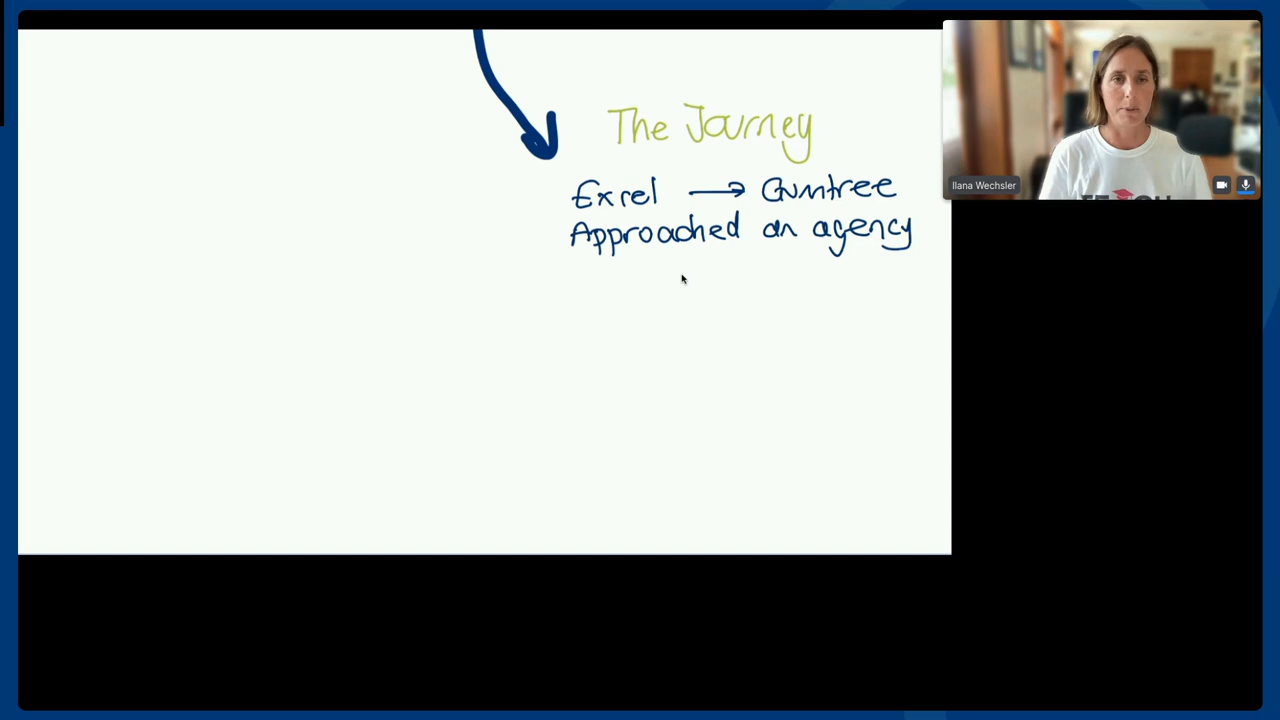 The Journey
Excel → Gumtree
Approached an agency
Ilana Wechsler